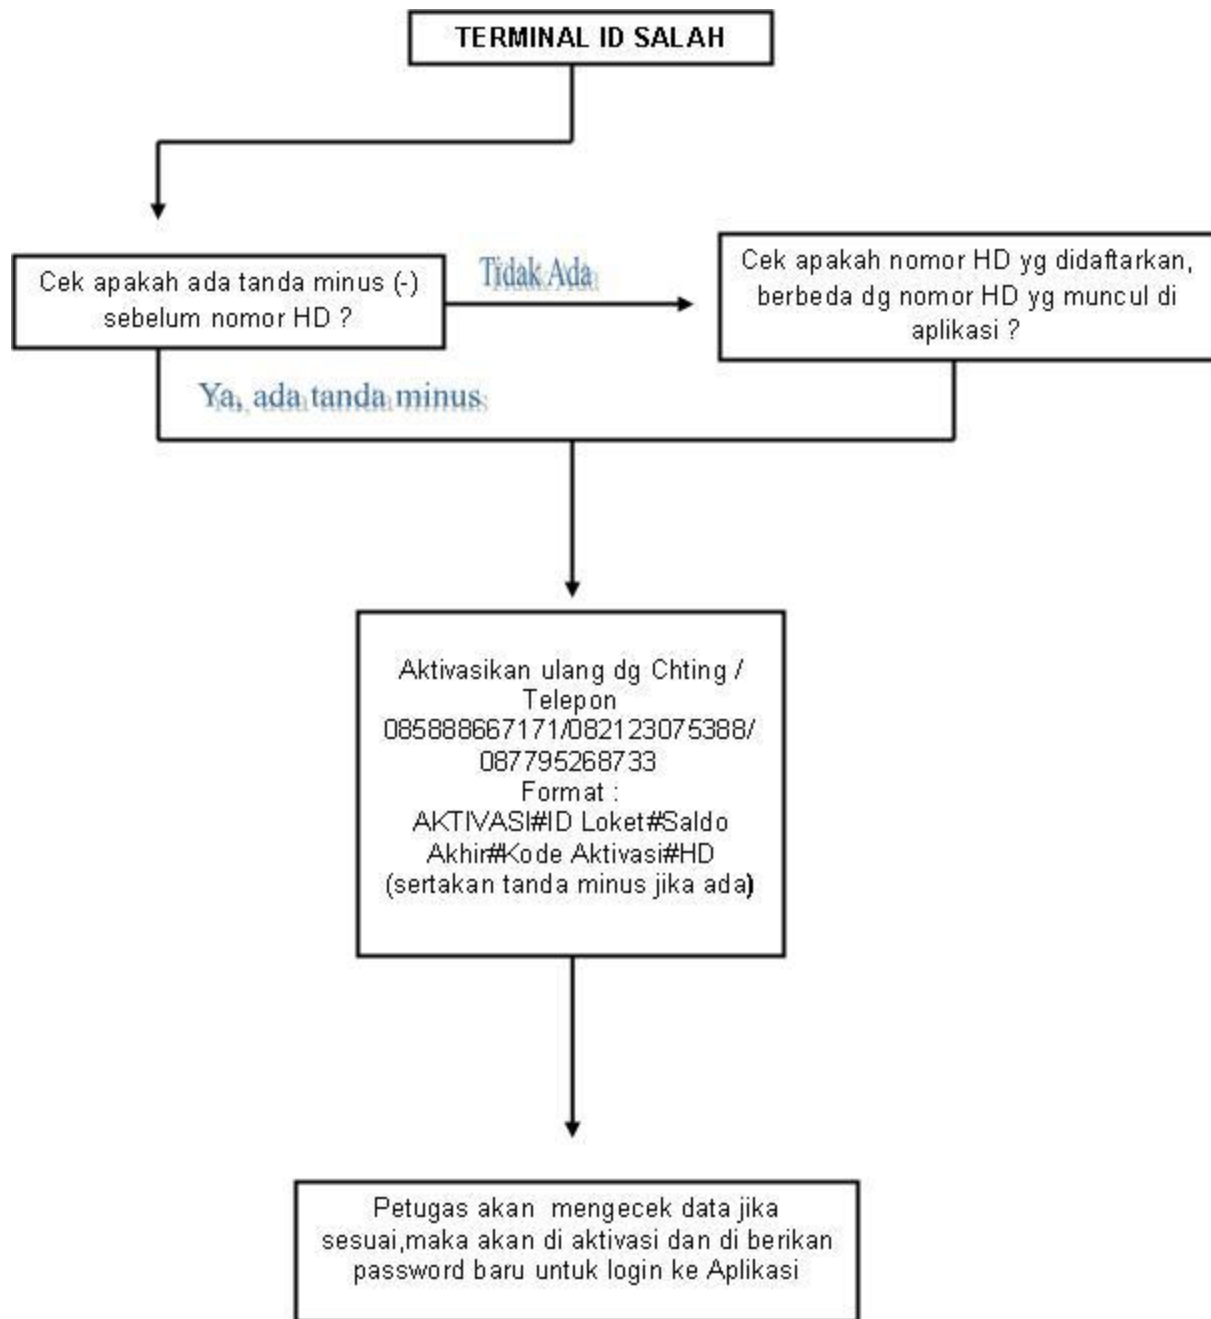 TERMINAL ID SALAH
Cek apakah ada tanda minus (-)
sebelum nomor HD ?
Tidak Ada
Cek apakah nomor HD yg didaftarkan,
berbeda dg nomor HD yg muncul di
aplikasi ?
Ya, ada tanda minus
Aktivasikan ulang dg Chting /
Telepon
085888667171/082123075388/
087795268733
Format :
AKTIVASI#ID Loket#Saldo
Akhir#Kode Aktivasi#HD
(sertakan tanda minus jika ada)
Petugas akan  mengecek data jika
sesuai,maka akan di aktivasi dan di berikan
password baru untuk login ke Aplikasi